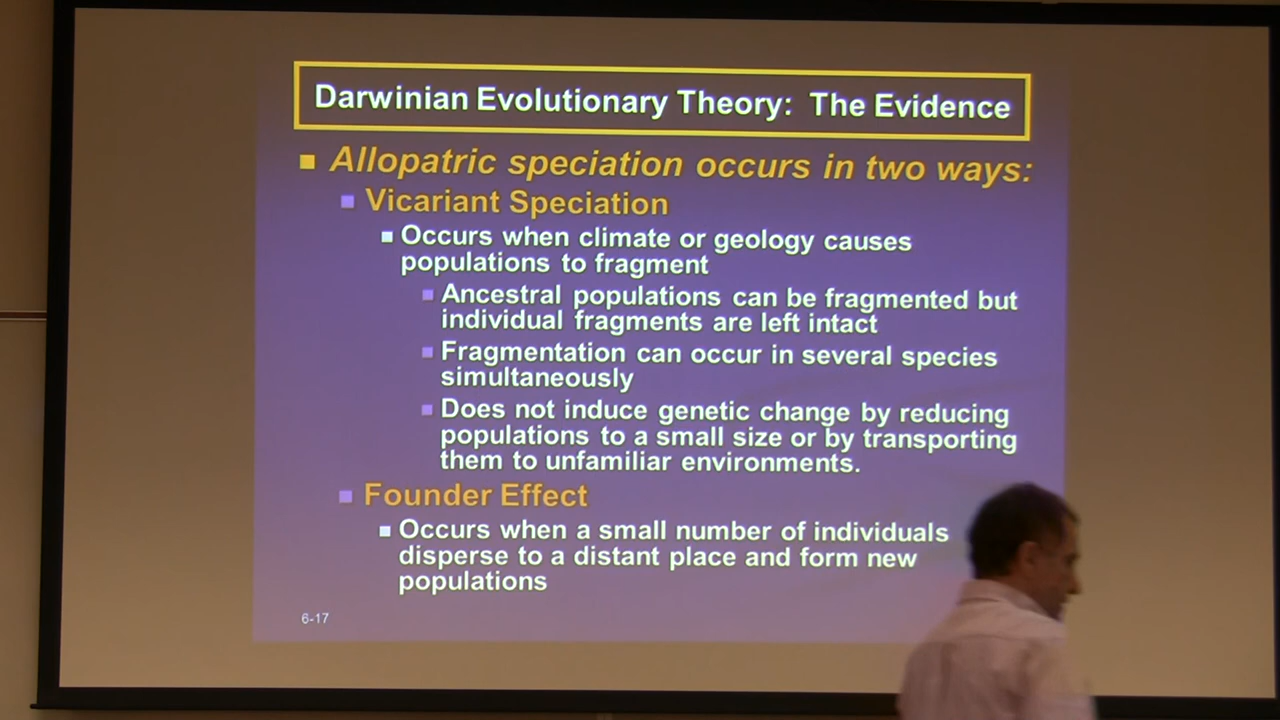 Darwinian Evolutionary Theory: The Evidence
Allopatric speciation occurs in two ways:
Vicariant Speciation
Occurs when climate or geology causes
populations to fragment
Ancestral populations can be fragmented but
individual fragments are left intact
Fragmentation can occur in several species
simultaneously
Does not induce genetic change by reducing
populations to a small size or by transporting
them to unfamiliar environments.
Founder Effect
Occurs when a small number of individuals
disperse to a distant place and form new
populations
6-17